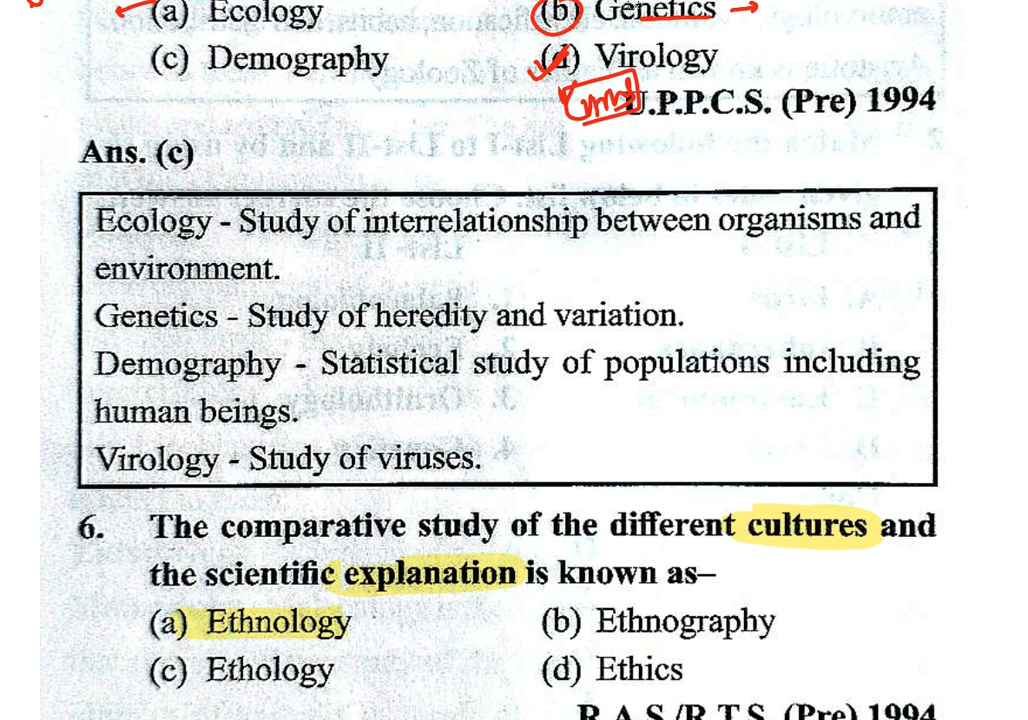 (a) Ecology (b) Genetics
(c) Demography (d) Virology
U.P.P.C.S. (Pre) 1994
Ans. (c)
Ecology - Study of interrelationship between organisms and
environment.
Genetics - Study of heredity and variation.
Demography - Statistical study of populations including
human beings.
Virology - Study of viruses.
6. The comparative study of the different cultures and
the scientific explanation is known as–
(a) Ethnology (b) Ethnography
(c) Ethology (d) Ethics
R.A.S./R.T.S. (Pre) 1994